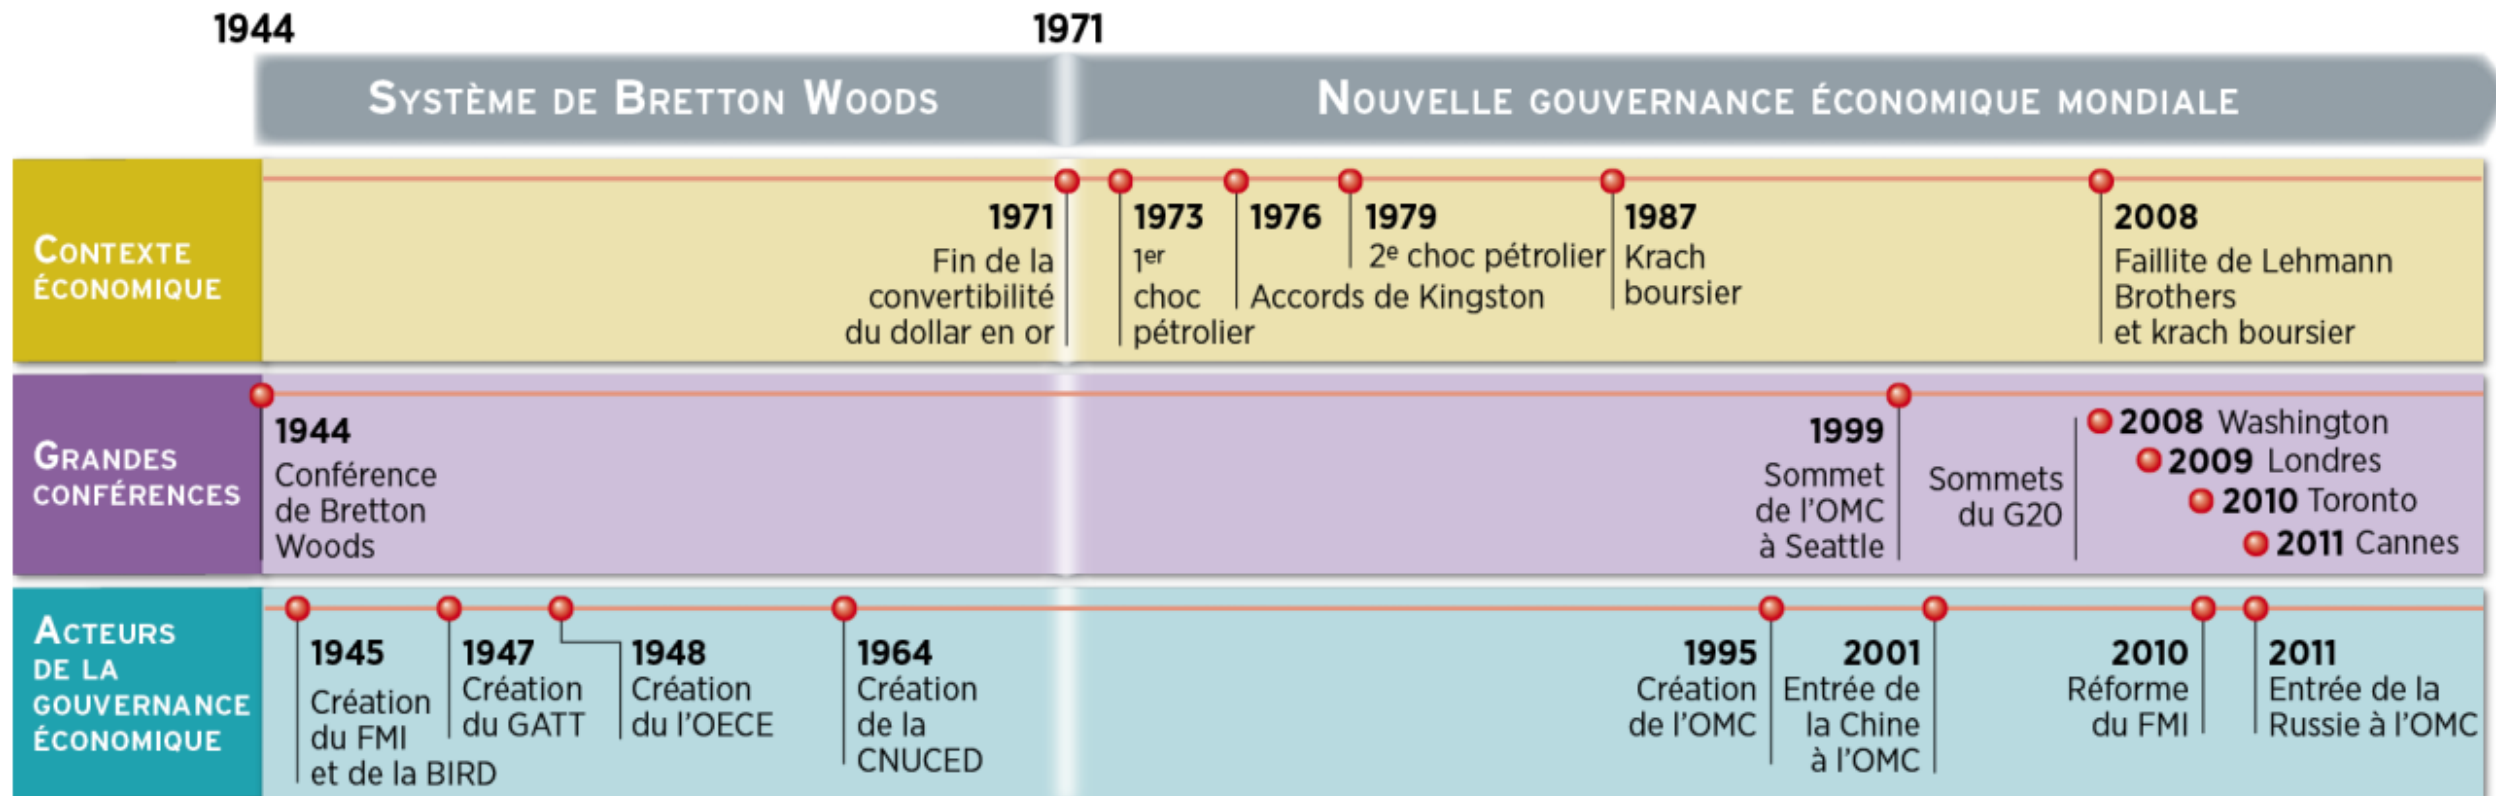 1944
1971
Système de Bretton Woods
Nouvelle gouvernance économique mondiale
Contexte
économique
1971
Fin de la
convertibilité
du dollar en or
1973
1er
choc
pétrolier
1976
Accords de Kingston
1979
2e choc pétrolier
1987
Krach
boursier
2008
Faillite de Lehmann
Brothers
et krach boursier
Grandes
conférences
1944
Conférence
de Bretton
Woods
1999
Sommet
de l'OMC
à Seattle
Sommets
du G20
2008 Washington
2009 Londres
2010 Toronto
2011 Cannes
Acteurs
de la
gouvernance
économique
1945
Création
du FMI
et de la BIRD
1947
Création
du GATT
1948
Création
du l'OECE
1964
Création
de la
CNUCED
1995
Création
de l'OMC
2001
Entrée de
la Chine
à l'OMC
2010
Réforme
du FMI
2011
Entrée de la
Russie à l'OMC